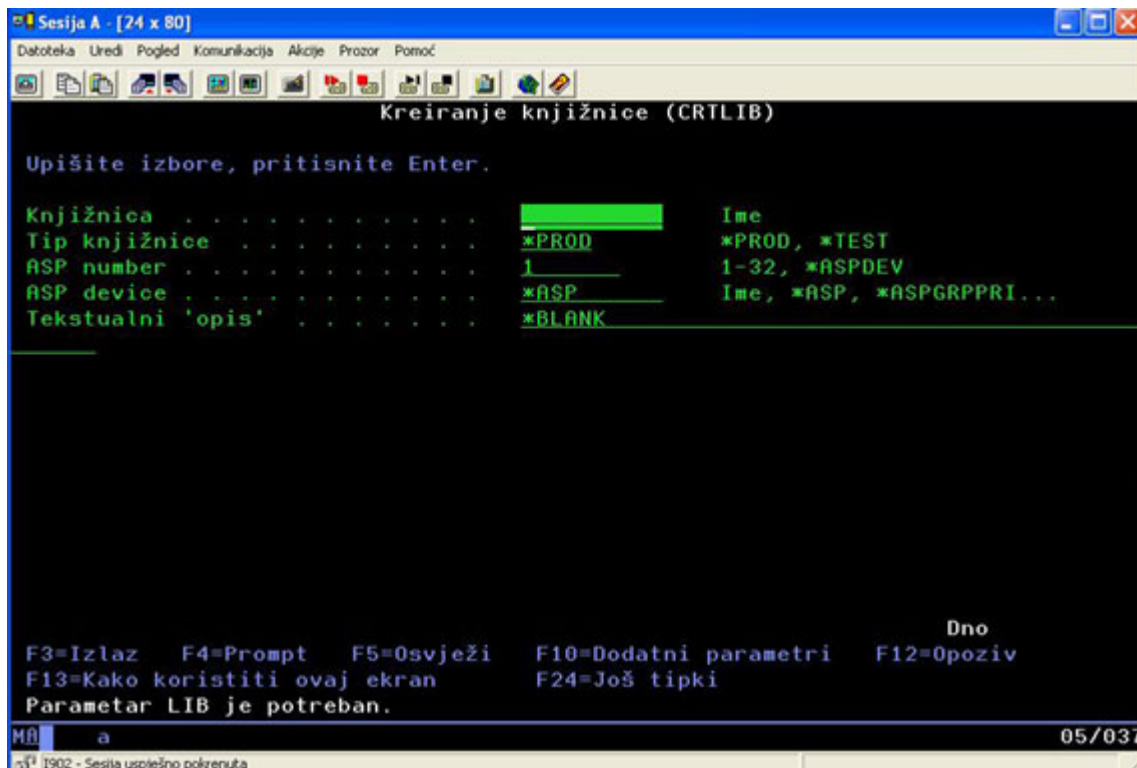 Sesija A - [24 x 80]
Datoteka Uredi Pogled Komunikacija Akcije Prozor Pomoć
Kreiranje knjižnice (CRTLIB)
Upišite izbore, pritisnite Enter.
Knjižnica . . . . . . . . . . . Ime
Tip knjižnice . . . . . . . . . *PROD *PROD, *TEST
ASP number . . . . . . . . . . . 1 1-32, *ASPDEV
ASP device . . . . . . . . . . . *ASP Ime, *ASP, *ASPGRPPRI...
Tekstualni 'opis' . . . . . . . *BLANK
Dno
F3=Izlaz F4=Prompt F5=Osvježi F10=Dodatni parametri F12=Opoziv
F13=Kako koristiti ovaj ekran F24=Još tipki
Parametar LIB je potreban.
MA a 05/037
I902 - Sesija uspješno pokrenuta